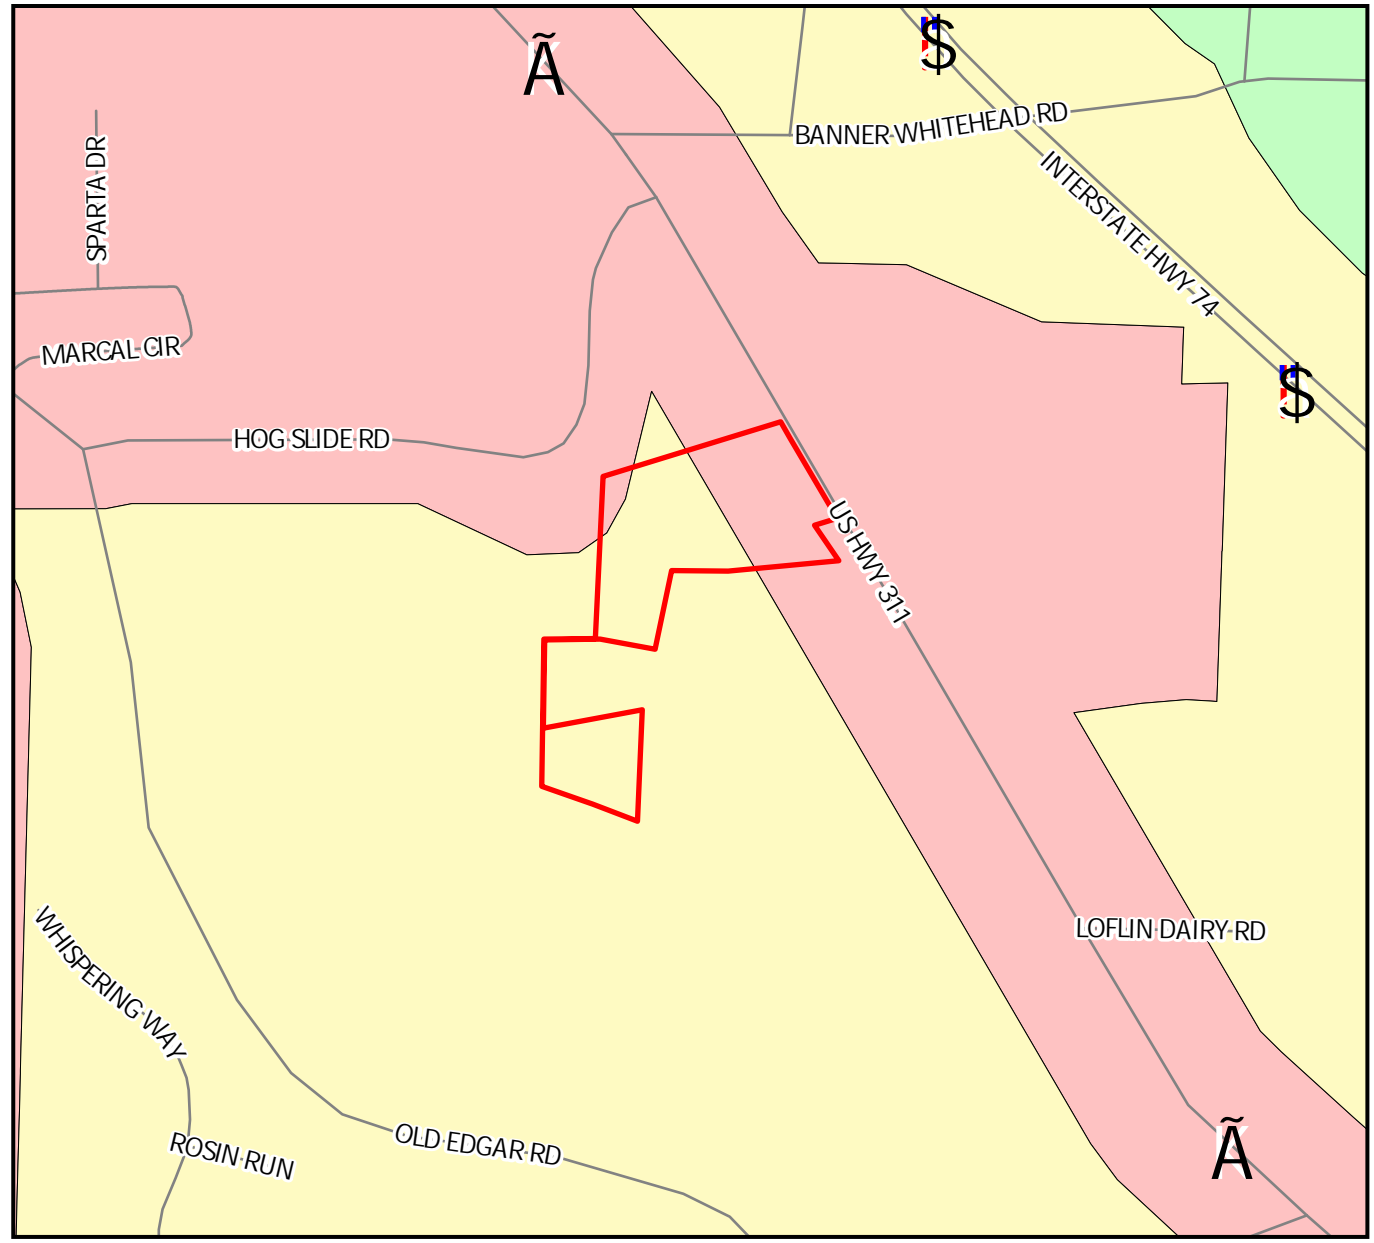 Ã
$
BANNER WHITEHEAD RD
INTERSTATE HWY 74
SPARTA DR
MARCAL CIR
$
HOG SLIDE RD
US HWY 311
LOFLIN DAIRY RD
WHISPERING WAY
OLD EDGAR RD
ROSIN RUN
Ã